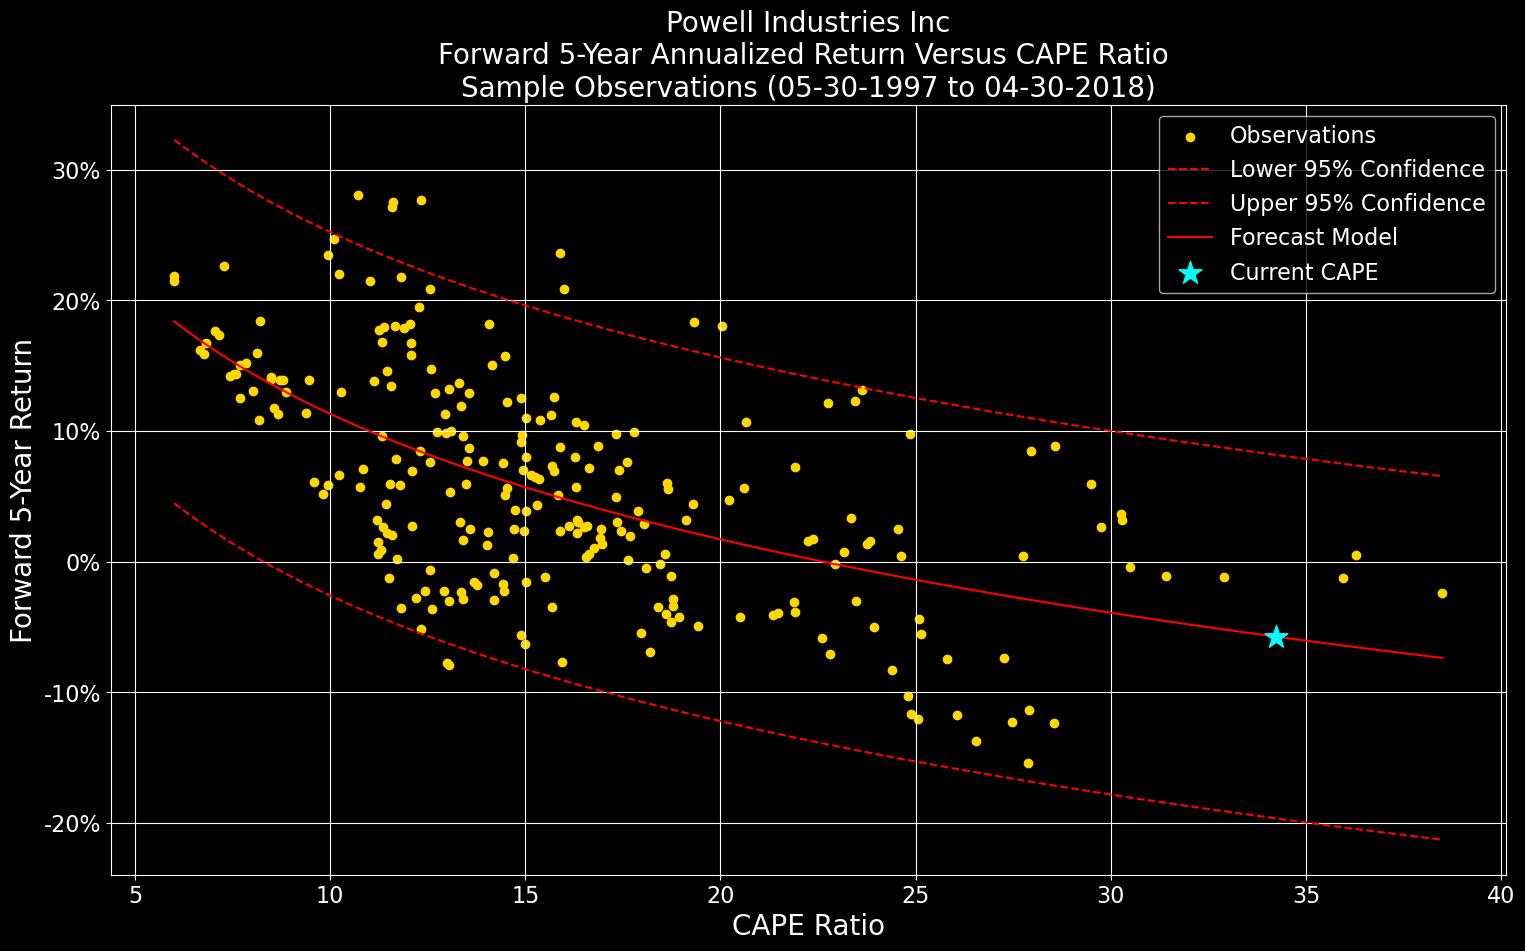 Powell Industries Inc
Forward 5-Year Annualized Return Versus CAPE Ratio
Sample Observations (05-30-1997 to 04-30-2018)
Observations
Lower 95% Confidence
Upper 95% Confidence
Forecast Model
Current CAPE
Forward 5-Year Return
30%
20%
10%
0%
-10%
-20%
5 10 15 20 25 30 35 40
CAPE Ratio